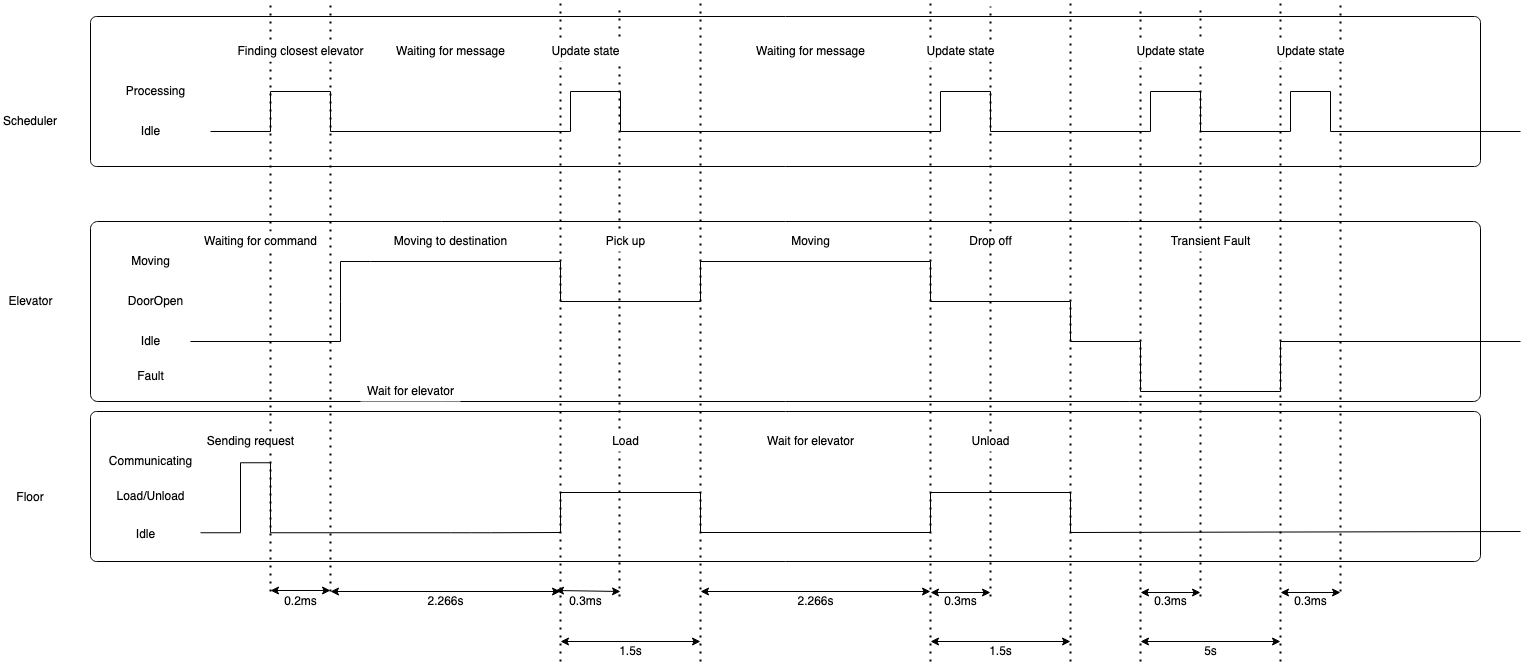 Finding closest elevator
Waiting for message
Update state
Waiting for message
Update state
Update state
Update state
Processing
Scheduler
Idle
Waiting for command
Moving to destination
Pick up
Moving
Drop off
Transient Fault
Moving
Elevator
DoorOpen
Idle
Fault
Wait for elevator
Sending request
Load
Wait for elevator
Unload
Communicating
Floor
Load/Unload
Idle
0.2ms
2.266s
0.3ms
2.266s
0.3ms
0.3ms
0.3ms
1.5s
1.5s
5s